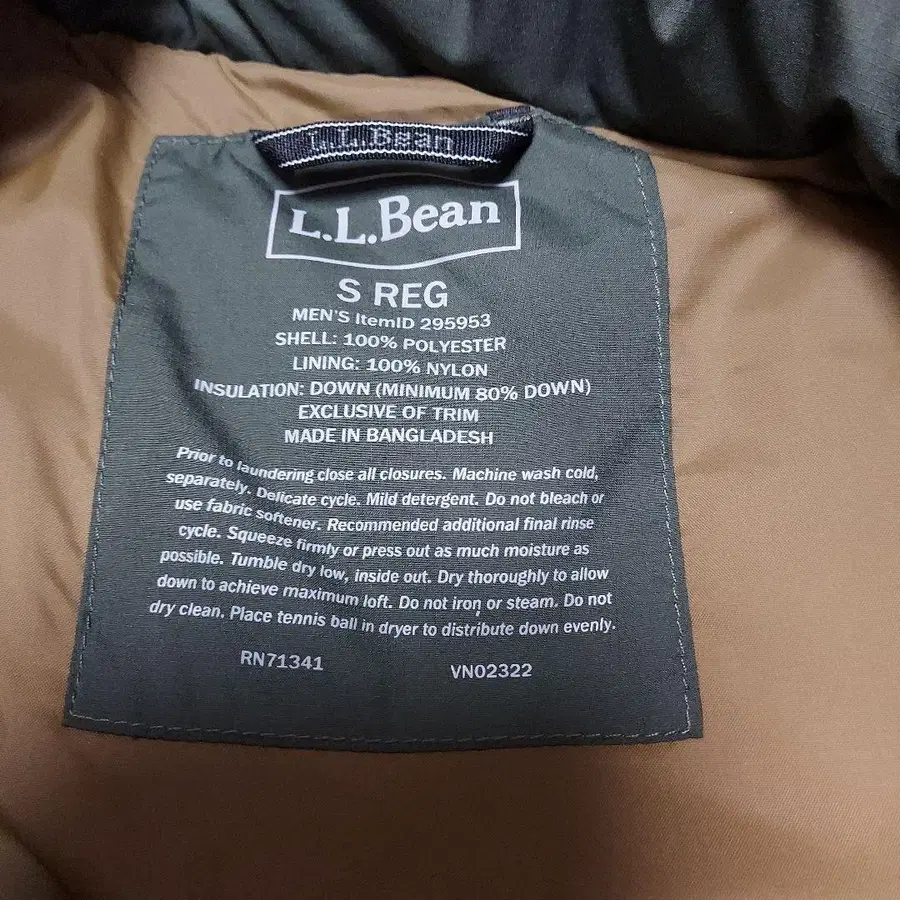 L.L.Bean
L.L.Bean
S REG
MEN'S ItemID 295953
SHELL: 100% POLYESTER
LINING: 100% NYLON
INSULATION: DOWN (MINIMUM 80% DOWN)
EXCLUSIVE OF TRIM
MADE IN BANGLADESH
Prior to laundering close all closures. Machine wash cold,
separately. Delicate cycle. Mild detergent. Do not bleach or
use fabric softener. Recommended additional final rinse
cycle. Squeeze firmly or press out as much moisture as
possible. Tumble dry low, inside out. Dry thoroughly to allow
down to achieve maximum loft. Do not iron or steam. Do not
dry clean. Place tennis ball in dryer to distribute down evenly.
RN71341
VN02322